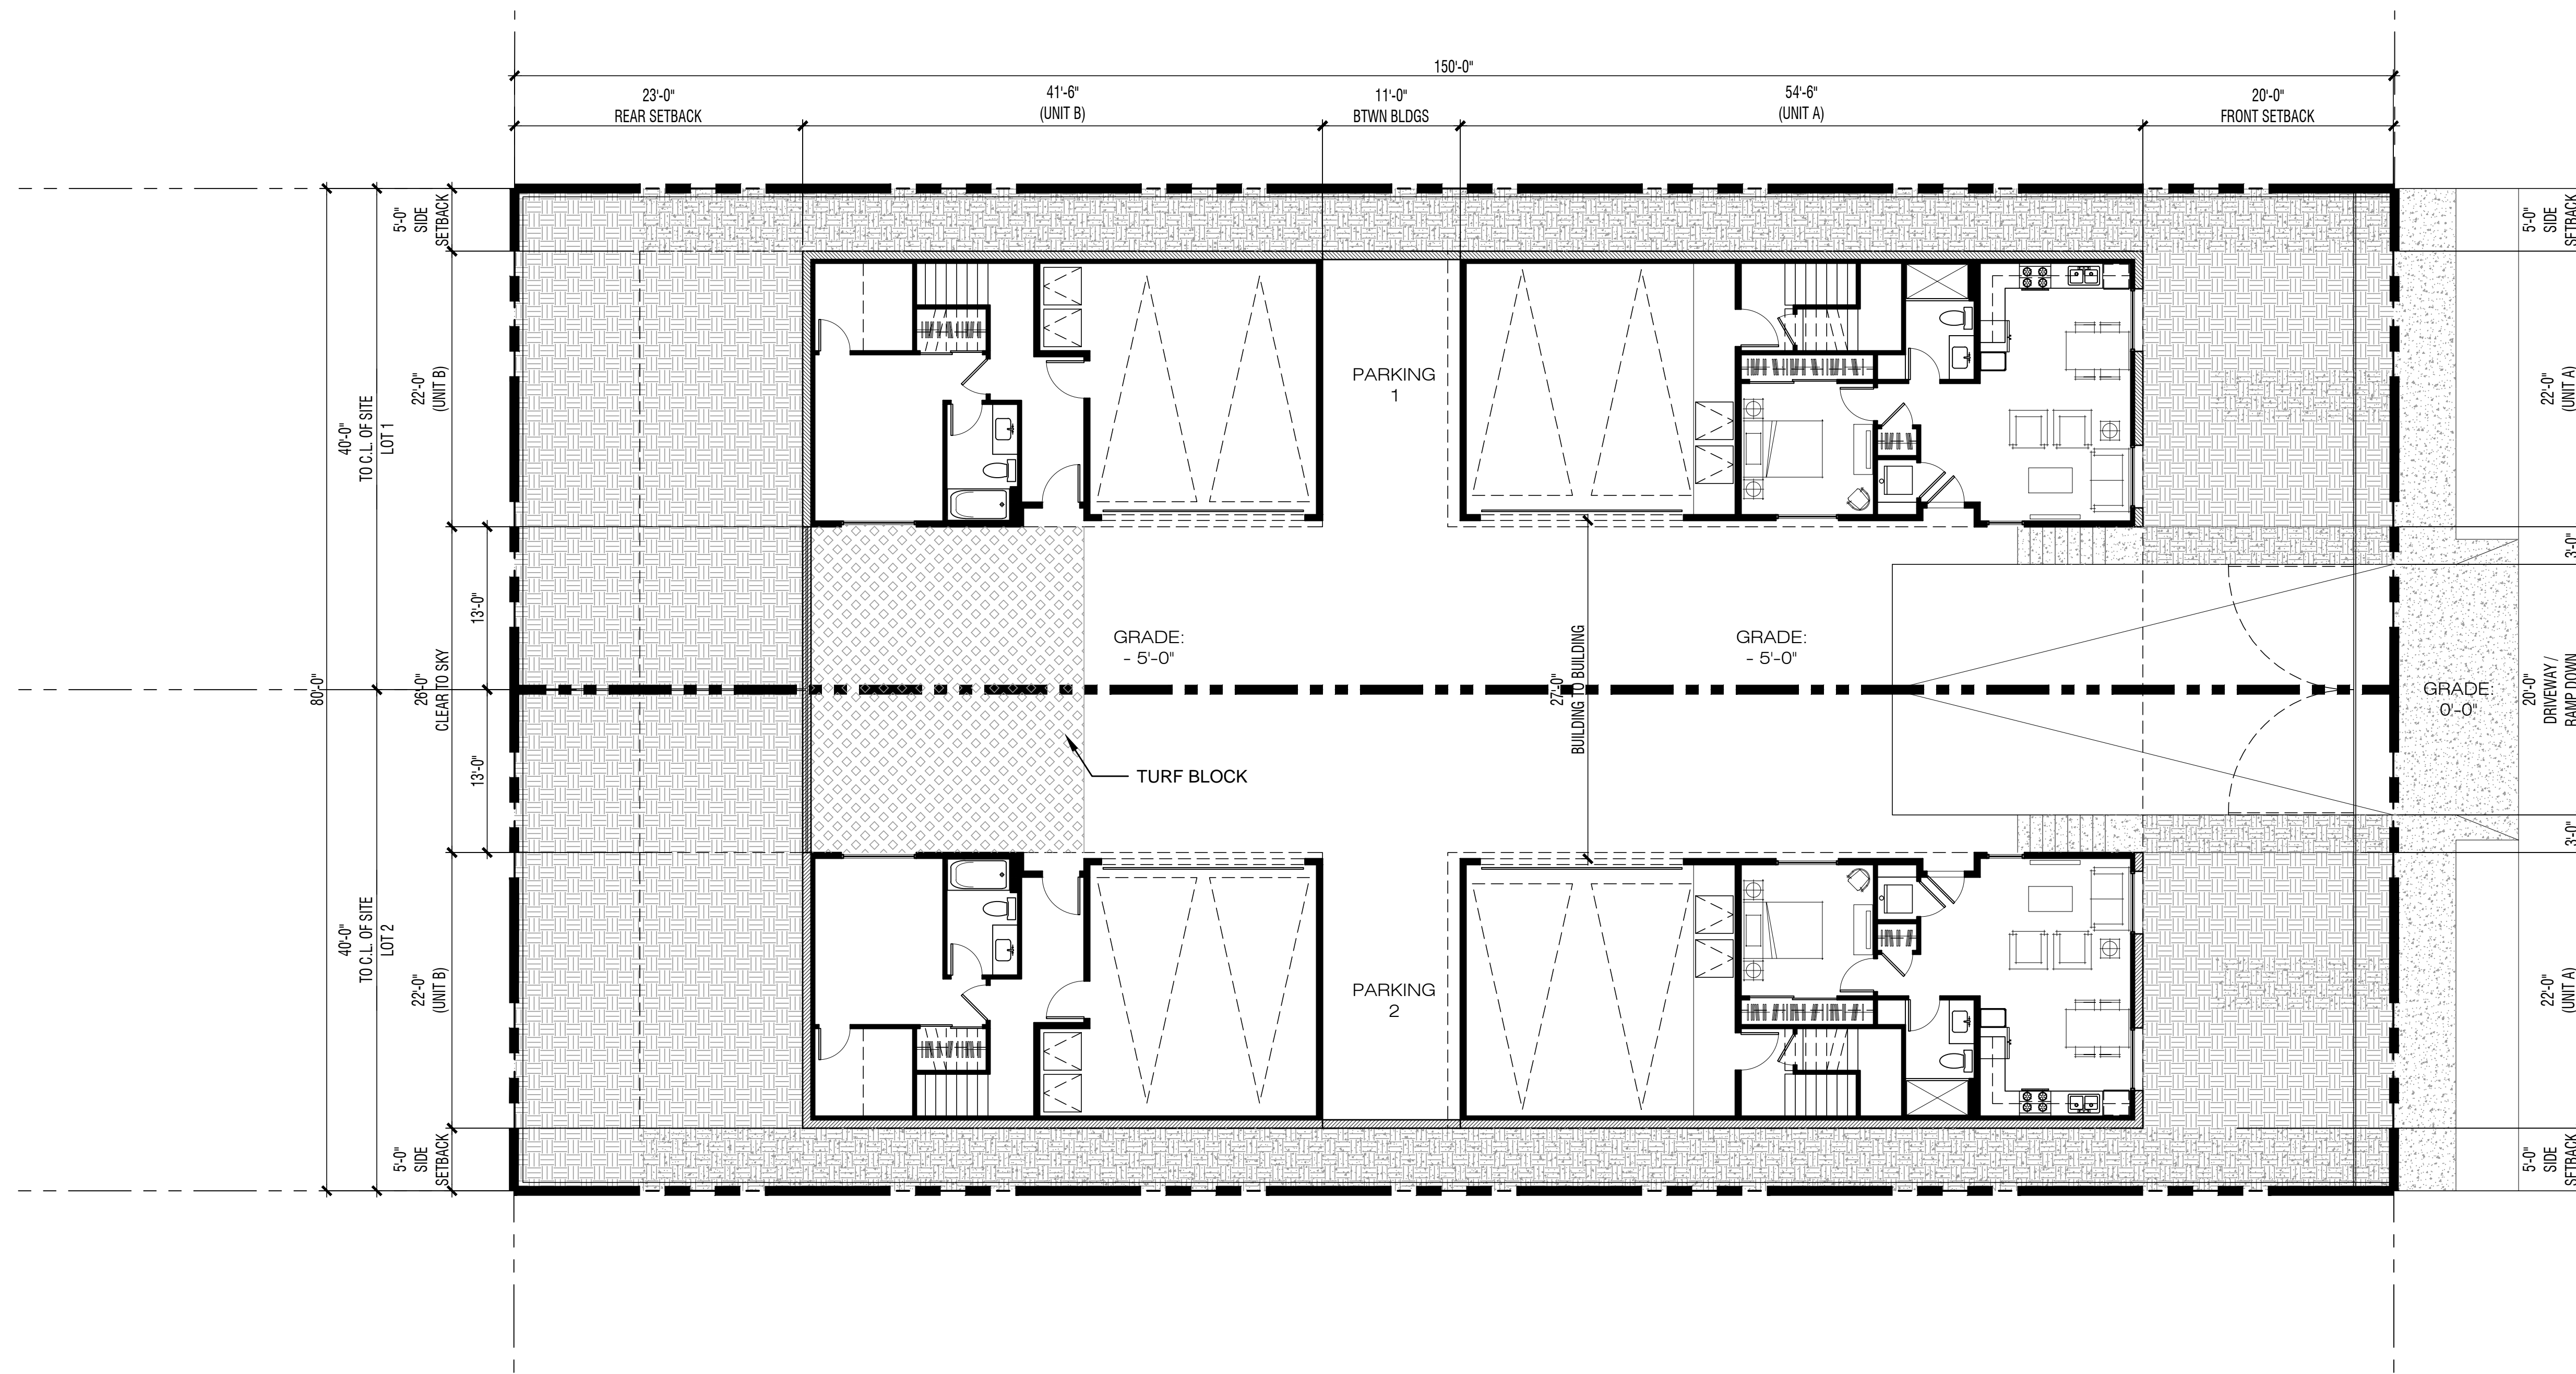 150'-0"
23'-0"
REAR SETBACK
41'-6"
(UNIT B)
11'-0"
BTWN BLDGS
54'-6"
(UNIT A)
20'-0"
FRONT SETBACK
5'-0"
SIDE
SETBACK
22'-0"
(UNIT B)
40'-0"
TO C.L. OF SITE
LOT 1
80'-0"
26'-0"
CLEAR TO SKY
13'-0"
13'-0"
40'-0"
TO C.L. OF SITE
LOT 2
22'-0"
(UNIT B)
5'-0"
SIDE
SETBACK
PARKING
1
GRADE:
- 5'-0"
TURF BLOCK
27'-0"
BUILDING TO BUILDING
GRADE:
- 5'-0"
PARKING
2
GRADE:
0'-0"
5'-0"
SIDE
SETBACK
22'-0"
(UNIT A)
3'-0"
20'-0"
DRIVEWAY /
RAMP DOWN
3'-0"
22'-0"
(UNIT A)
5'-0"
SIDE
SETBACK